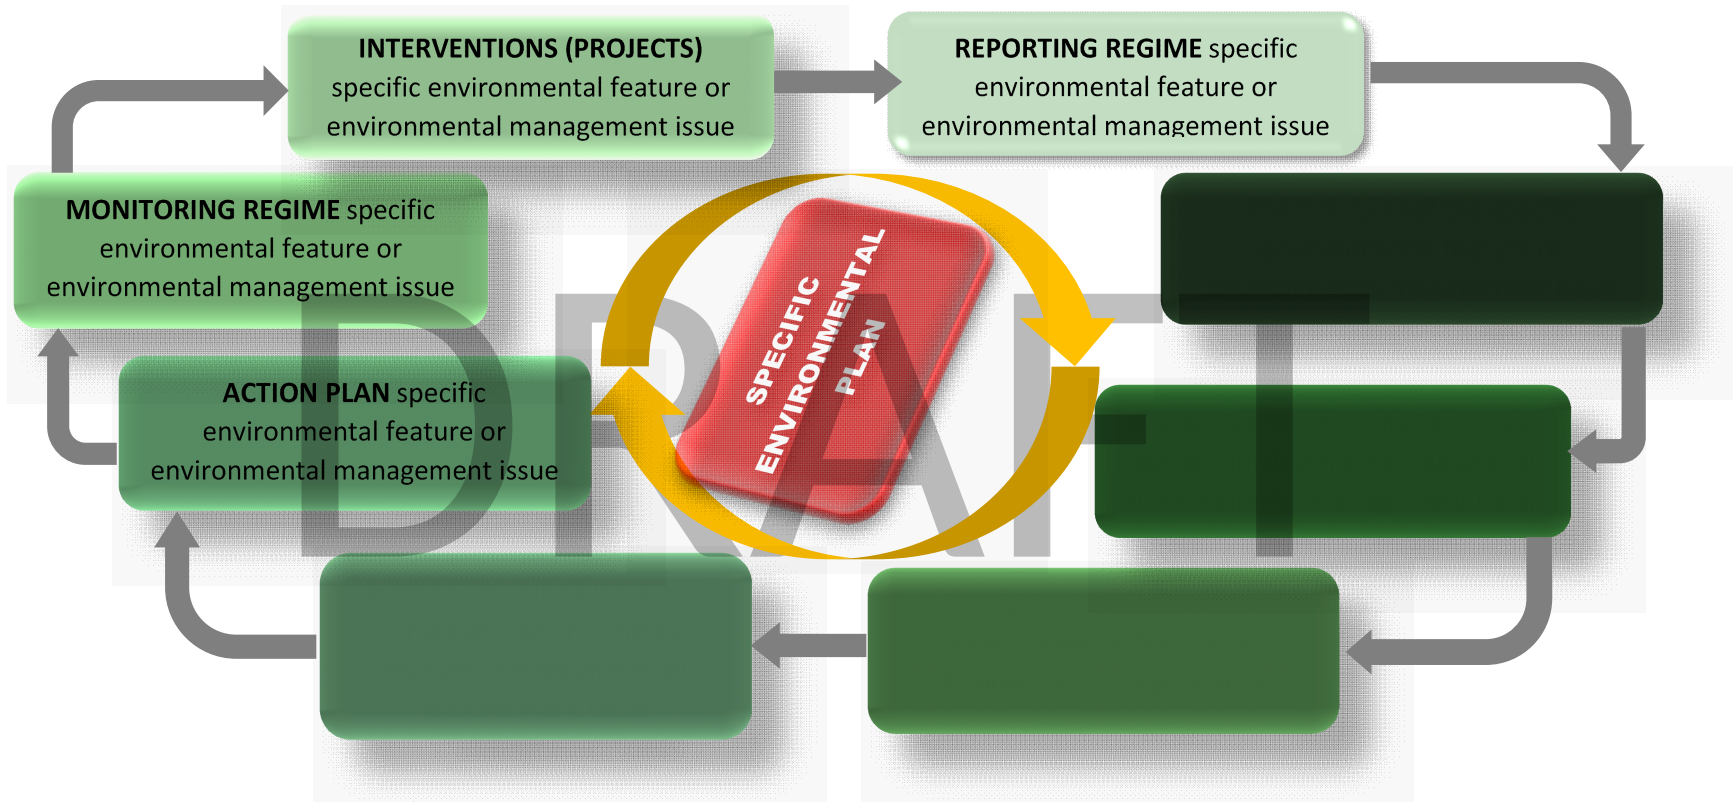 INTERVENTIONS (PROJECTS)
specific environmental feature or
environmental management issue
REPORTING REGIME specific
environmental feature or
environmental management issue
MONITORING REGIME specific
environmental feature or
environmental management issue
ACTION PLAN specific
environmental feature or
environmental management issue
SPECIFIC
ENVIRONMENTAL
PLAN
DRAFT